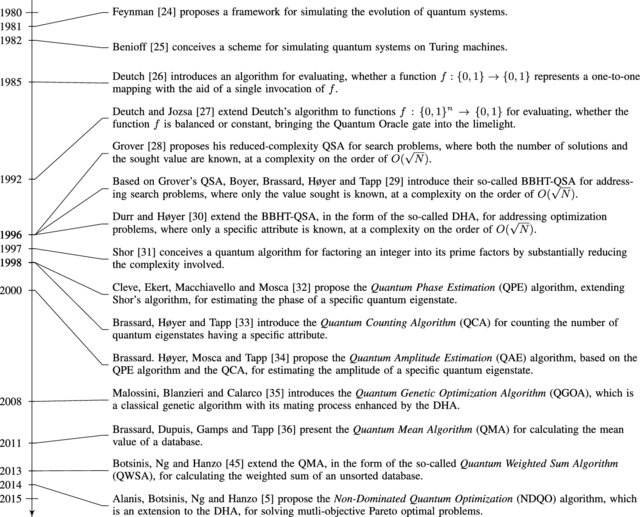 1980
Feynman [24] proposes a framework for simulating the evolution of quantum systems.
1981
1982
Benioff [25] conceives a scheme for simulating quantum systems on Turing machines.
1985
Deutch [26] introduces an algorithm for evaluating, whether a function f : {0, 1} → {0, 1} represents a one-to-one
mapping with the aid of a single invocation of f.
Deutch and Jozsa [27] extend Deutch's algorithm to functions f : {0, 1}ⁿ → {0, 1} for evaluating, whether the
function f is balanced or constant, bringing the Quantum Oracle gate into the limelight.
Grover [28] proposes his reduced-complexity QSA for search problems, where both the number of solutions and
the sought value are known, at a complexity on the order of O(√N).
1992
Based on Grover's QSA, Boyer, Brassard, Høyer and Tapp [29] introduce their so-called BBHT-QSA for address-
ing search problems, where only the value sought is known, at a complexity on the order of O(√N).
Durr and Høyer [30] extend the BBHT-QSA, in the form of the so-called DHA, for addressing optimization
problems, where only a specific attribute is known, at a complexity on the order of O(√N).
1996
1997
Shor [31] conceives a quantum algorithm for factoring an integer into its prime factors by substantially reducing
the complexity involved.
1998
Cleve, Ekert, Macchiavello and Mosca [32] propose the Quantum Phase Estimation (QPE) algorithm, extending
Shor's algorithm, for estimating the phase of a specific quantum eigenstate.
2000
Brassard, Høyer and Tapp [33] introduce the Quantum Counting Algorithm (QCA) for counting the number of
quantum eigenstates having a specific attribute.
Brassard. Høyer, Mosca and Tapp [34] propose the Quantum Amplitude Estimation (QAE) algorithm, based on the
QPE algorithm and the QCA, for estimating the amplitude of a specific quantum eigenstate.
2008
Malossini, Blanzieri and Calarco [35] introduces the Quantum Genetic Optimization Algorithm (QGOA), which is
a classical genetic algorithm with its mating process enhanced by the DHA.
2011
Brassard, Dupuis, Gamps and Tapp [36] present the Quantum Mean Algorithm (QMA) for calculating the mean
value of a database.
2013
Botsinis, Ng and Hanzo [45] extend the QMA, in the form of the so-called Quantum Weighted Sum Algorithm
(QWSA), for calculating the weighted sum of an unsorted database.
2014
2015
Alanis, Botsinis, Ng and Hanzo [5] propose the Non-Dominated Quantum Optimization (NDQO) algorithm, which
is an extension to the DHA, for solving mutli-objective Pareto optimal problems.